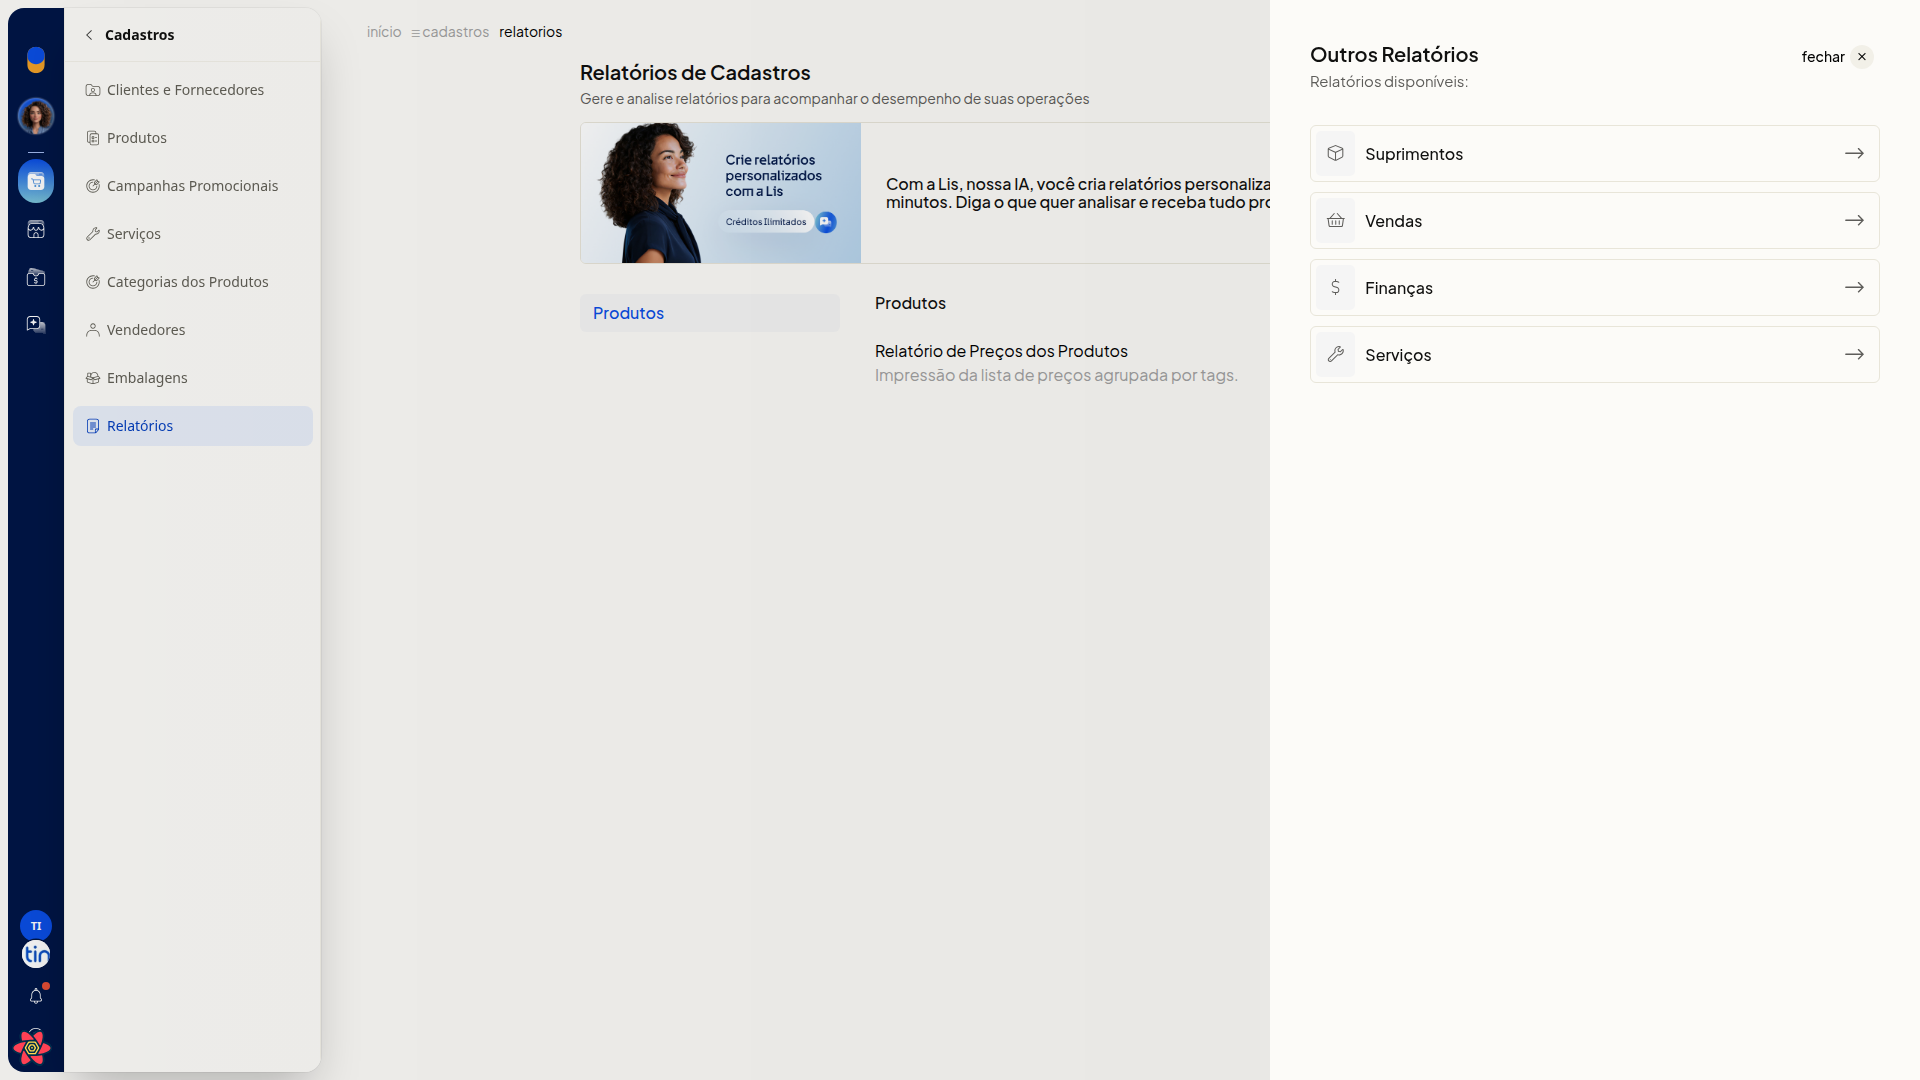 Cadastros
Clientes e Fornecedores
Produtos
Campanhas Promocionais
Serviços
Categorias dos Produtos
Vendedores
Embalagens
Relatórios
TI
tin
início cadastros relatorios
Relatórios de Cadastros
Gere e analise relatórios para acompanhar o desempenho de suas operações
Crie relatórios
personalizados
com a Lis
Créditos Ilimitados
Com a Lis, nossa IA, você cria relatórios personaliza
minutos. Diga o que quer analisar e receba tudo pro
Produtos
Produtos
Relatório de Preços dos Produtos
Impressão da lista de preços agrupada por tags.
Outros Relatórios
fechar
Relatórios disponíveis:
Suprimentos
Vendas
Finanças
Serviços